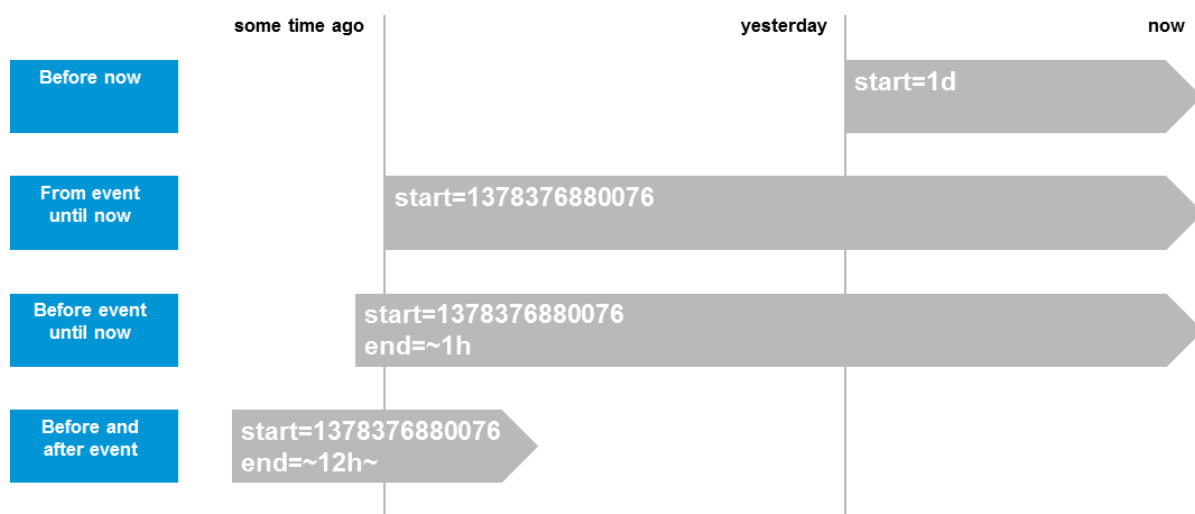 some time ago
yesterday
now
Before now
start=1d
From event
until now
start=1378376880076
Before event
until now
start=1378376880076
end=~1h
Before and
after event
start=1378376880076
end=~12h~